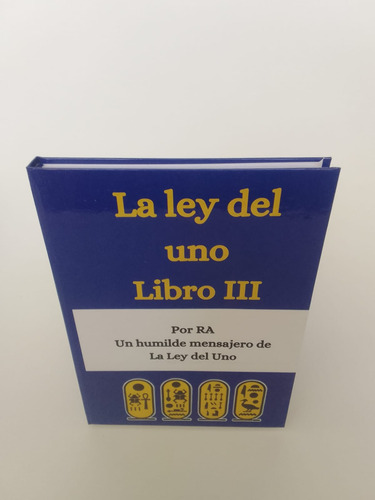 La ley del
uno
Libro III
Por RA
Un humilde mensajero de
La Ley del Uno